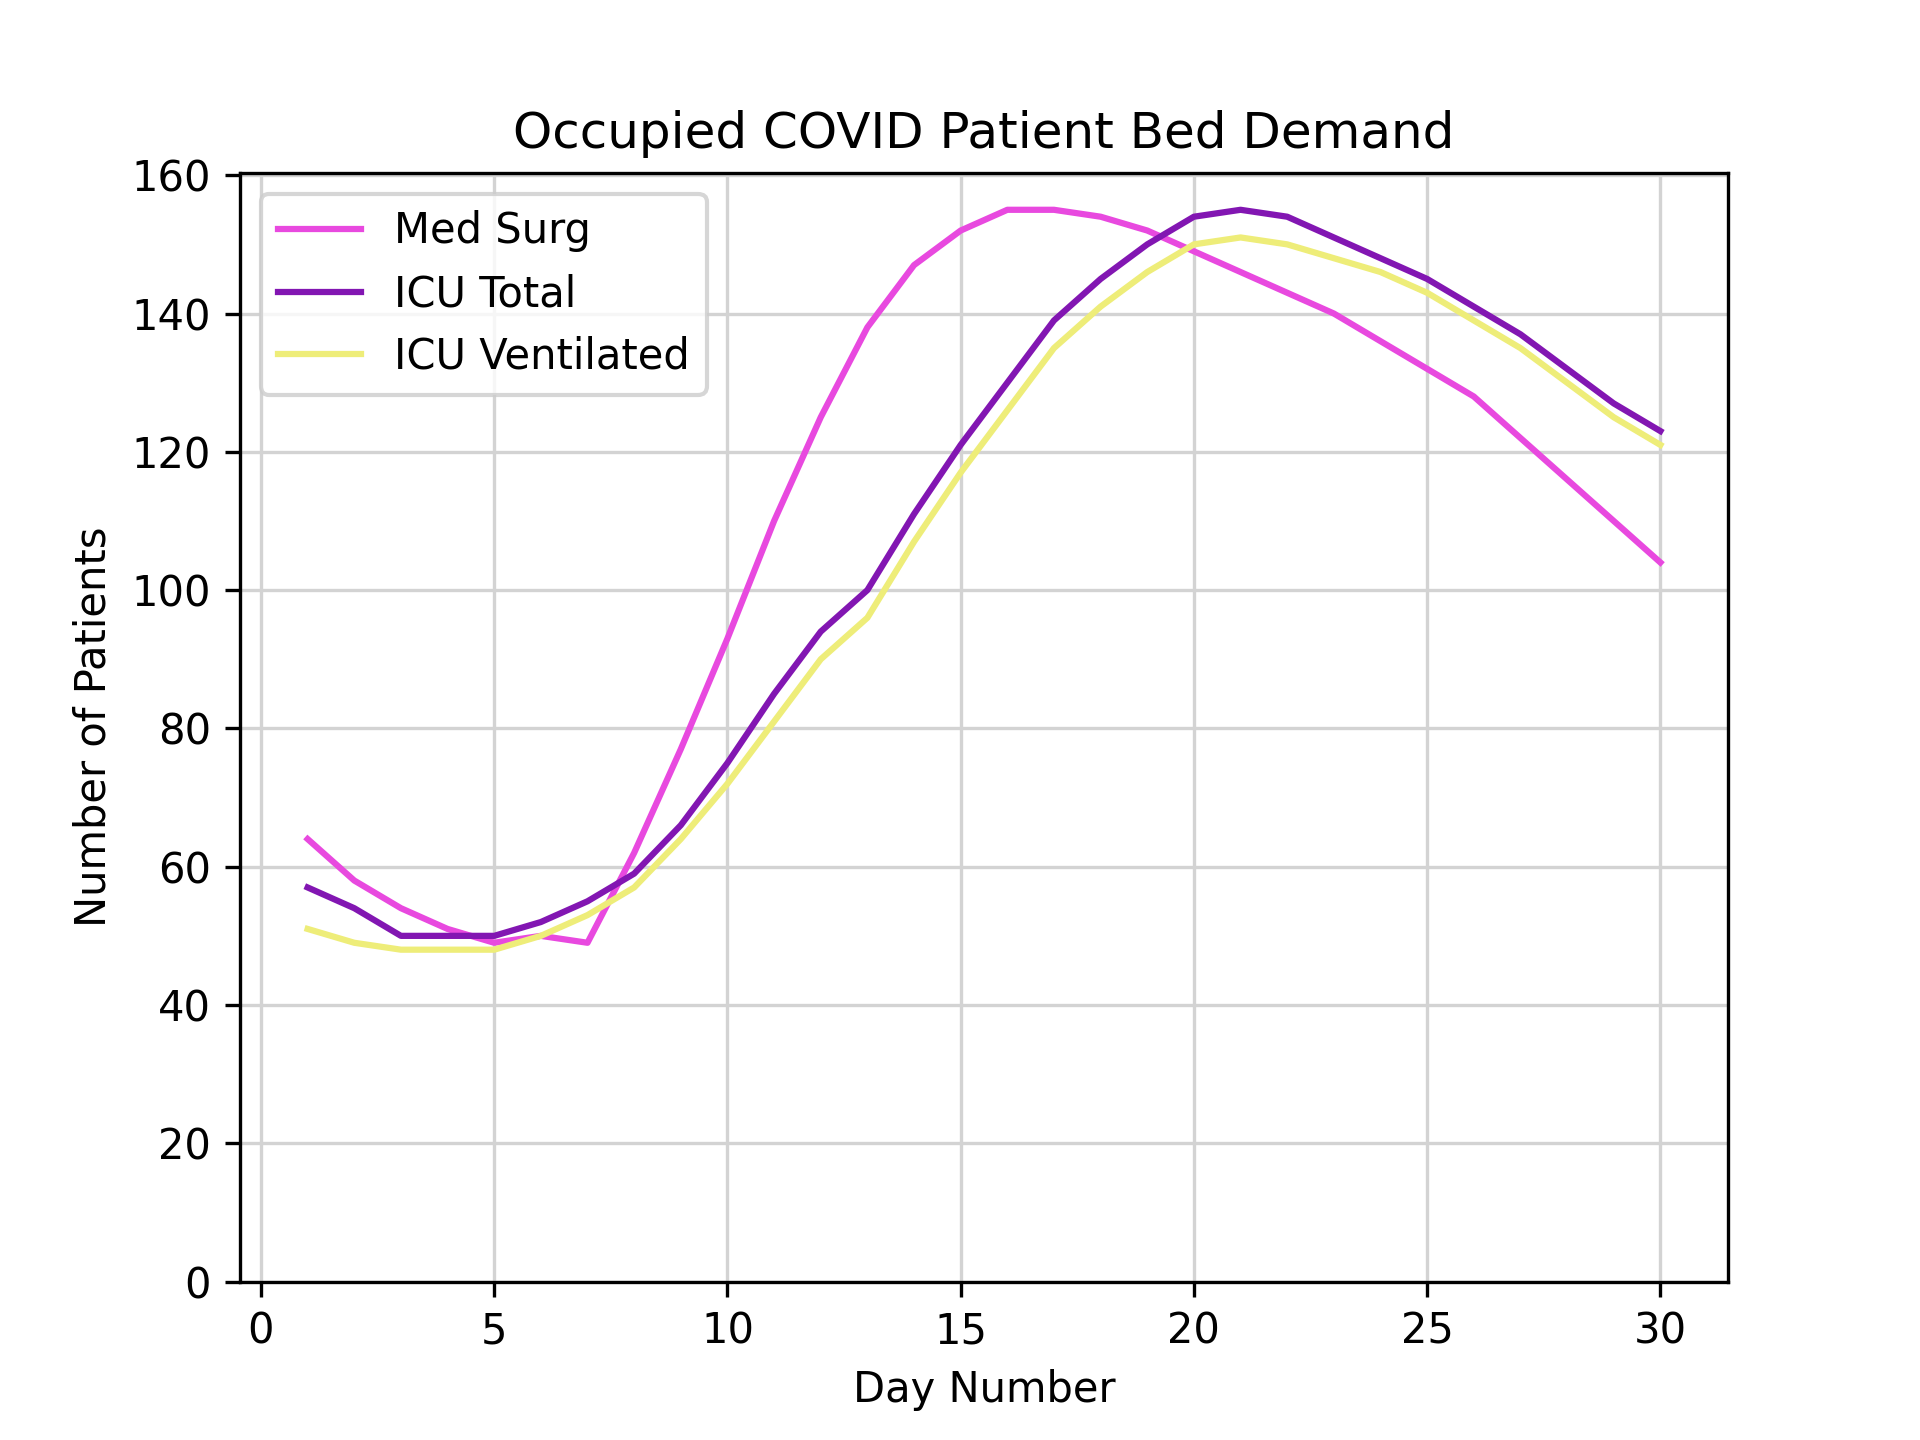 Occupied COVID Patient Bed Demand
Med Surg
ICU Total
ICU Ventilated
Number of Patients
160
140
120
100
80
60
40
20
0
0 5 10 15 20 25 30
Day Number